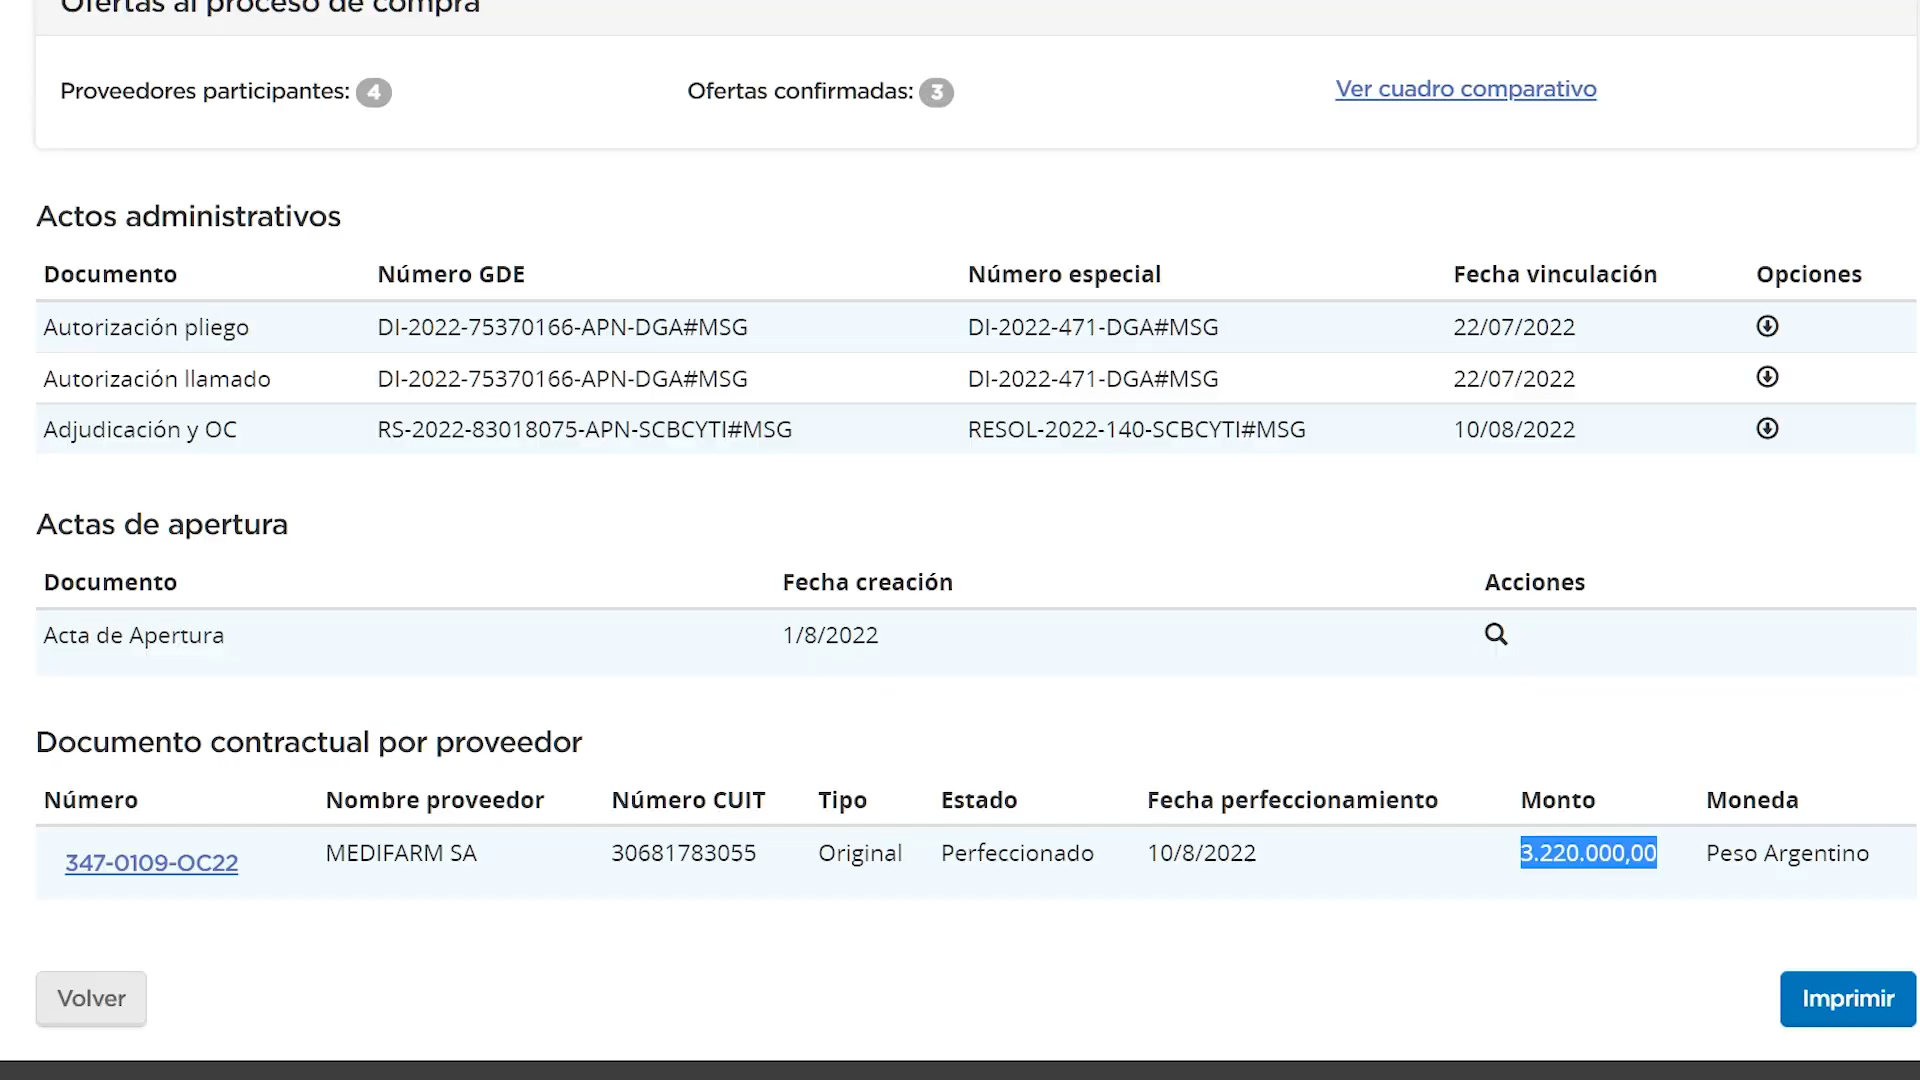 Ofertas al proceso de compra
Proveedores participantes: 4 Ofertas confirmadas: 3 Ver cuadro comparativo
Actos administrativos
Documento Número GDE Número especial Fecha vinculación Opciones
Autorización pliego DI-2022-75370166-APN-DGA#MSG DI-2022-471-DGA#MSG 22/07/2022
Autorización llamado DI-2022-75370166-APN-DGA#MSG DI-2022-471-DGA#MSG 22/07/2022
Adjudicación y OC RS-2022-83018075-APN-SCBCYTI#MSG RESOL-2022-140-SCBCYTI#MSG 10/08/2022
Actas de apertura
Documento Fecha creación Acciones
Acta de Apertura 1/8/2022
Documento contractual por proveedor
Número Nombre proveedor Número CUIT Tipo Estado Fecha perfeccionamiento Monto Moneda
347-0109-OC22 MEDIFARM SA 30681783055 Original Perfeccionado 10/8/2022 3.220.000,00 Peso Argentino
Volver Imprimir